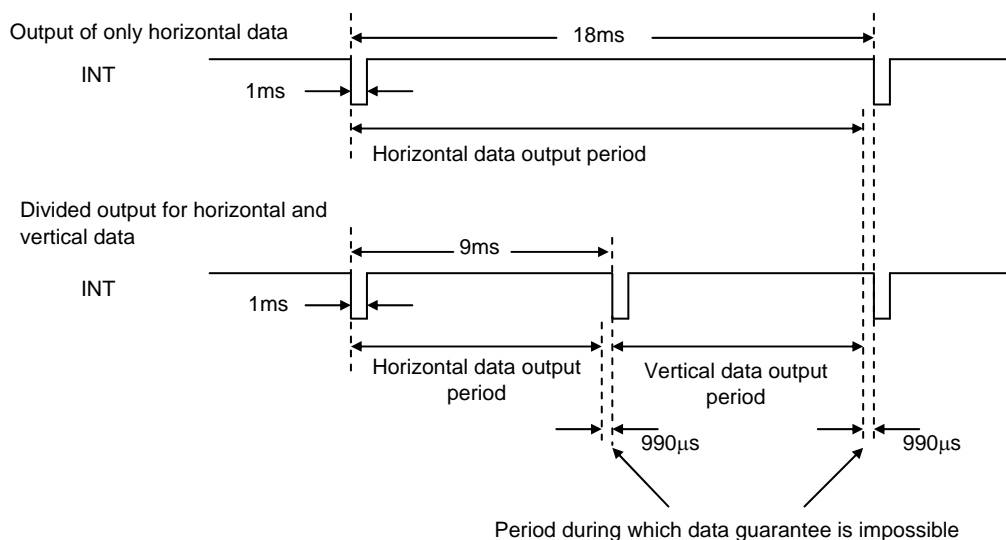 Output of only horizontal data
18ms
INT
1ms
Horizontal data output period
Divided output for horizontal and
vertical data
9ms
INT
1ms
Horizontal data output
period
Vertical data output
period
990μs
990μs
Period during which data guarantee is impossible